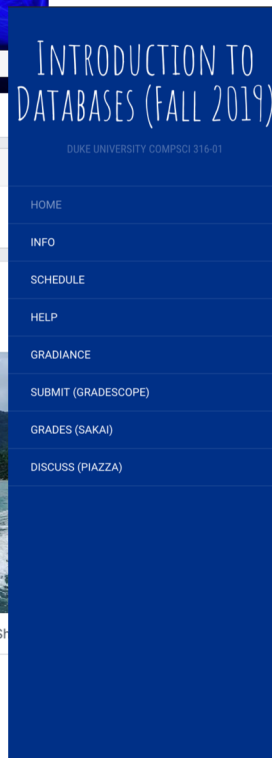 Introduction to
Databases (Fall 2019)
DUKE UNIVERSITY COMPSCI 316-01
HOME
INFO
SCHEDULE
HELP
GRADIANCE
SUBMIT (GRADESCOPE)
GRADES (SAKAI)
DISCUSS (PIAZZA)